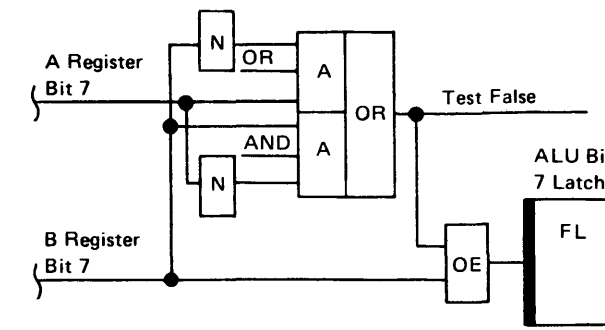 N
OR
A Register
Bit 7
A
OR
Test False
AND
A
N
ALU Bi
7 Latch
FL
B Register
Bit 7
OE